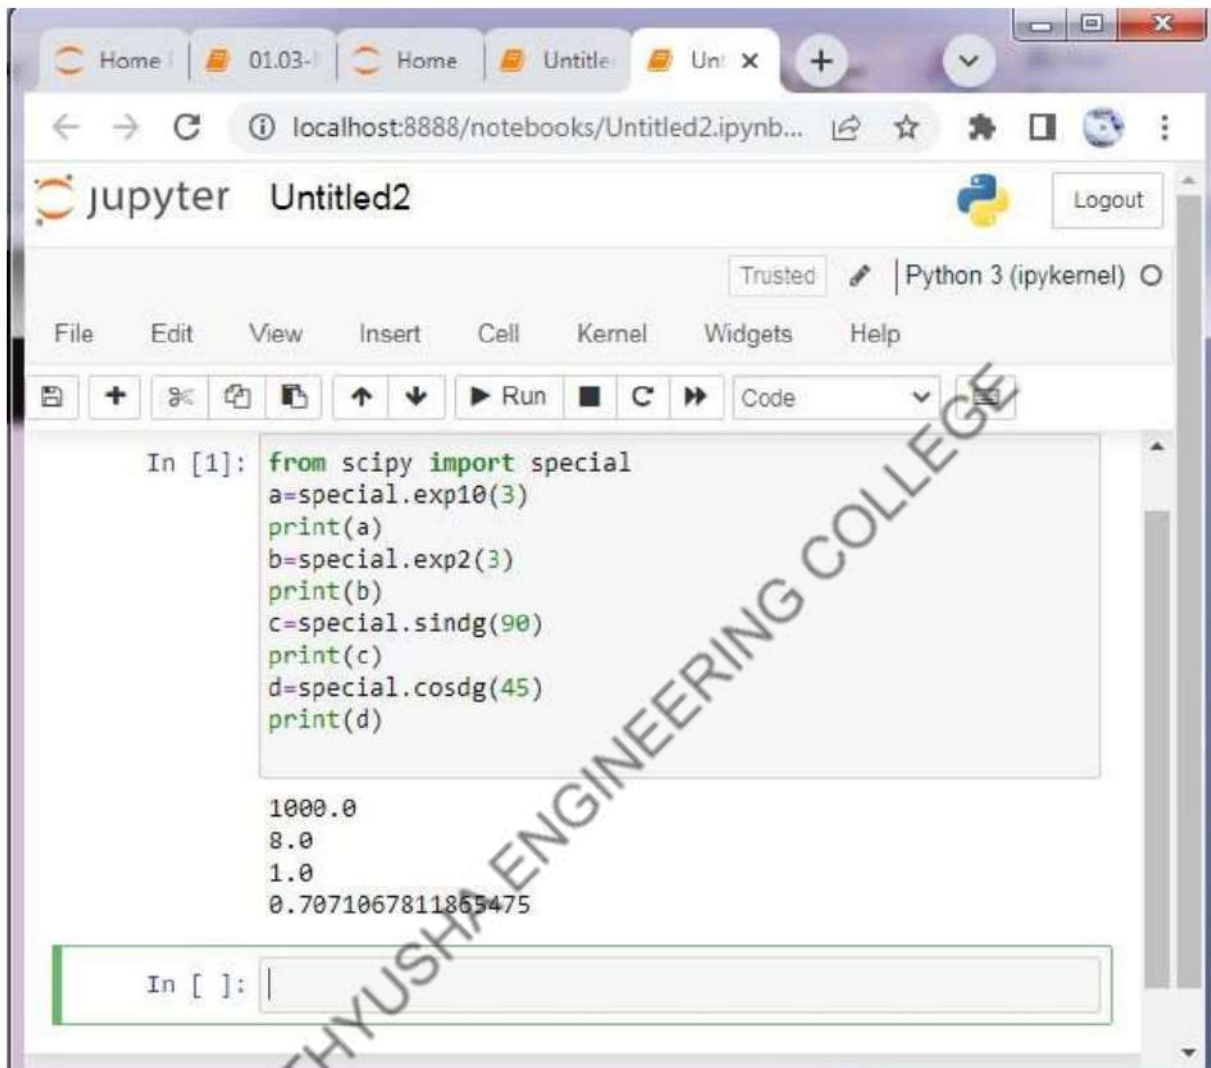 Home 01.03- Home Untitle Un
localhost:8888/notebooks/Untitled2.ipynb...
jupyter Untitled2
Logout
Trusted Python 3 (ipykernel)
File Edit View Insert Cell Kernel Widgets Help
Run Code
In [1]: from scipy import special
a=special.exp10(3)
print(a)
b=special.exp2(3)
print(b)
c=special.sindg(90)
print(c)
d=special.cosdg(45)
print(d)
1000.0
8.0
1.0
0.7071067811865475
In [ ]:
THYUSHA ENGINEERING COLLEGE